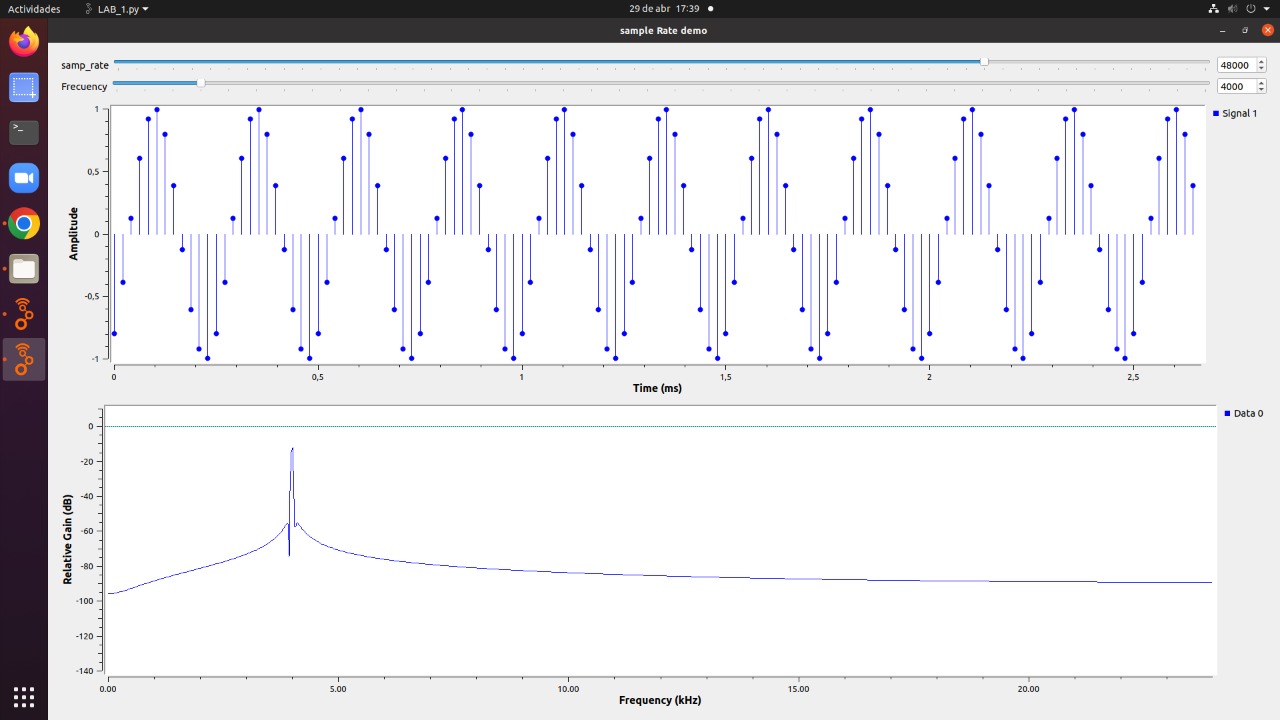 Actividades LAB_1.py 29 de abr 17:39
sample Rate demo
samp_rate 48000
Frecuency 4000
Signal 1
1
0,5
0
-0,5
-1
Amplitude
0 0,5 1 1,5 2 2,5
Time (ms)
Data 0
0
-20
-40
-60
-80
-100
-120
-140
Relative Gain (dB)
0.00 5.00 10.00 15.00 20.00
Frequency (kHz)